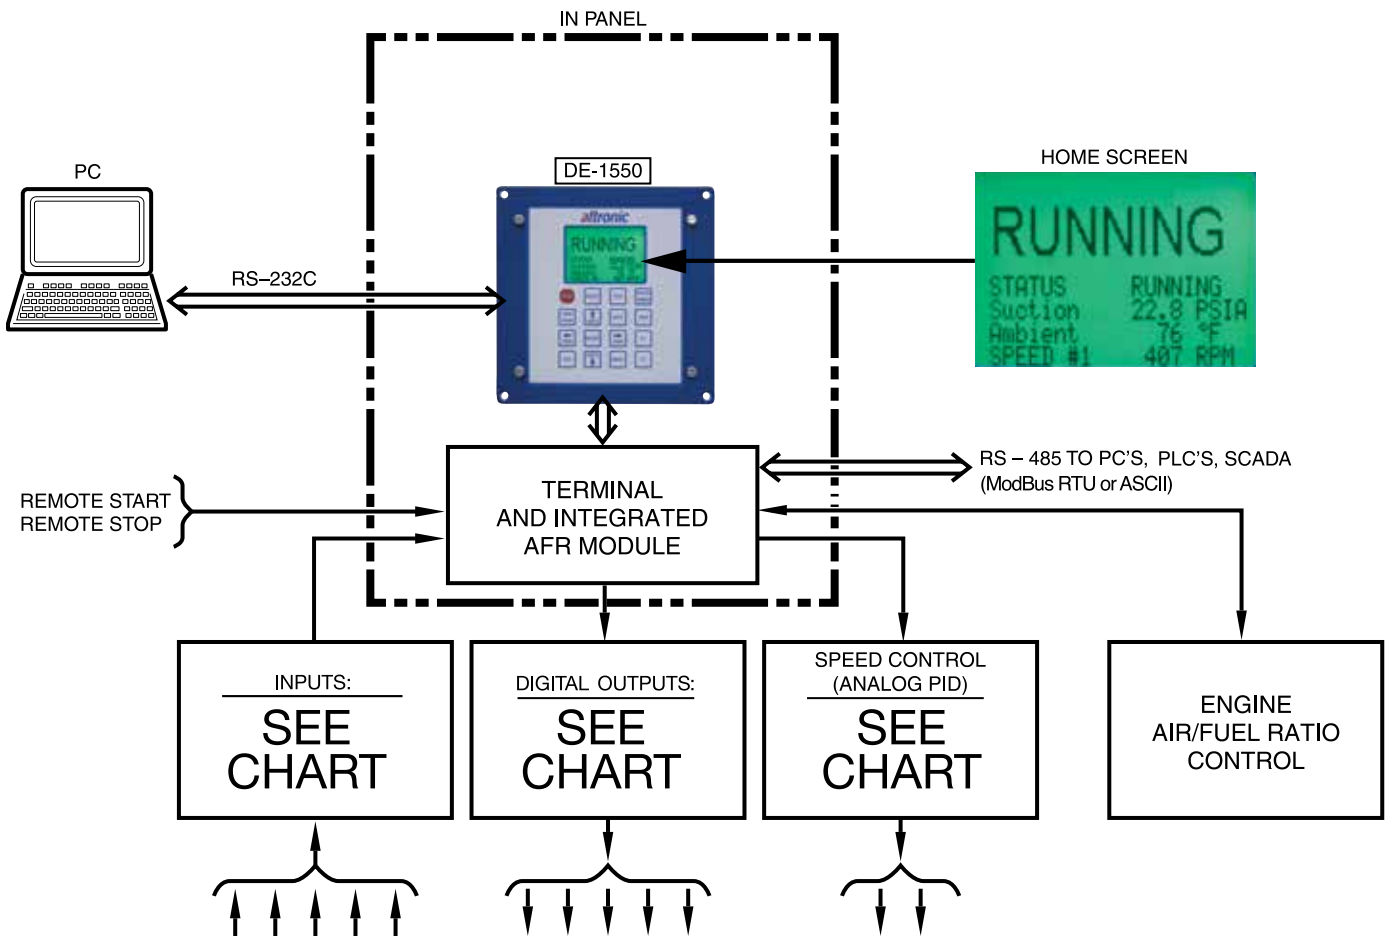 IN PANEL
PC
DE-1550
HOME SCREEN
altronic
RUNNING
RUNNING
STATUS RUNNING
Suction 22.8 PSIA
Ambient 76 °F
SPEED #1 407 RPM
RS–232C
RS – 485 TO PC'S, PLC'S, SCADA
(ModBus RTU or ASCII)
REMOTE START
REMOTE STOP
TERMINAL
AND INTEGRATED
AFR MODULE
INPUTS:
SEE
CHART
DIGITAL OUTPUTS:
SEE
CHART
SPEED CONTROL
(ANALOG PID)
SEE
CHART
ENGINE
AIR/FUEL RATIO
CONTROL